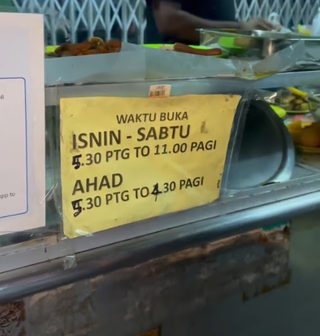 WAKTU BUKA
ISNIN - SABTU
5.30 PTG TO 11.00 PAGI
AHAD
5.30 PTG TO 4.30 PAGI